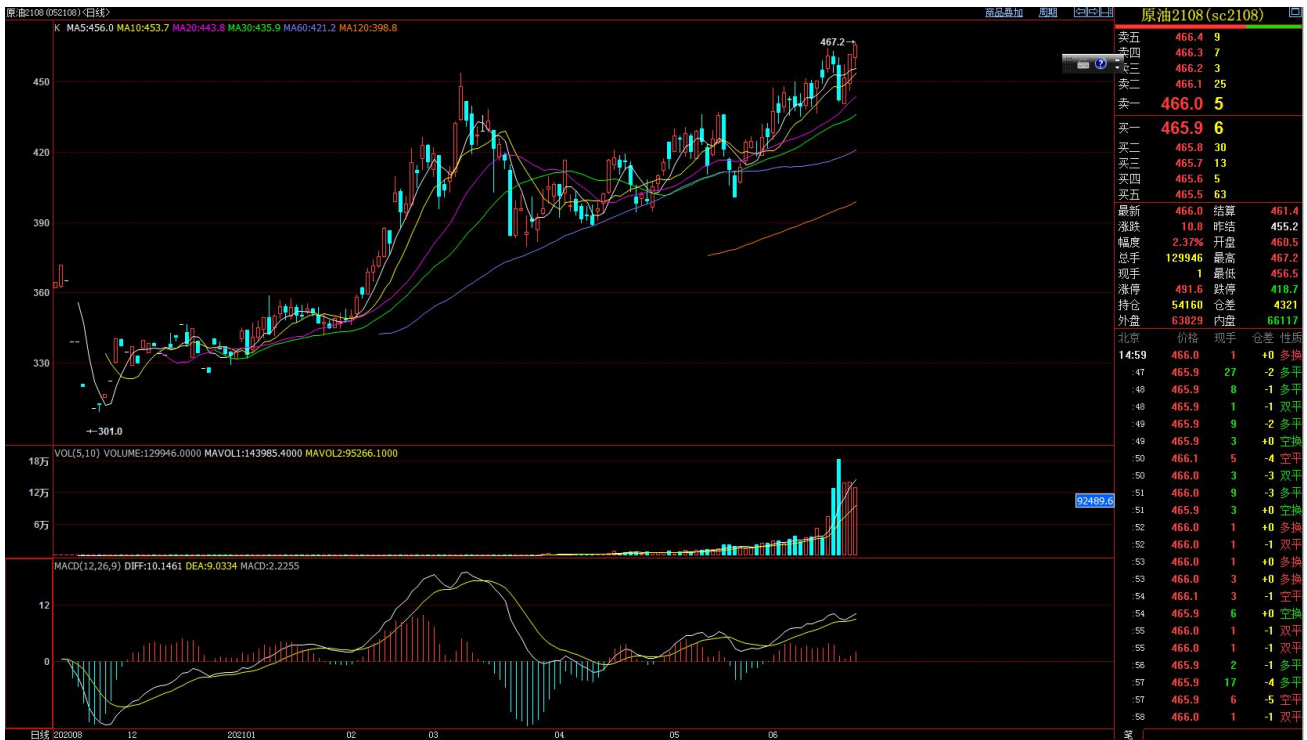 原油2108(052108)<日线>
商品叠加 周期
K MA5:456.0 MA10:453.7 MA20:443.8 MA30:435.9 MA60:421.2 MA120:398.8
467.2→
450
420
390
360
330
←301.0
VOL(5,10) VOLUME:129946.0000 MAVOL1:143985.4000 MAVOL2:95266.1000
18万
12万
6万
92489.6
MACD(12,26,9) DIFF:10.1461 DEA:9.0334 MACD:2.2255
12
0
日线 202008 12 202101 02 03 04 05 06
原油2108(sc2108)
卖五 466.4 9
卖四 466.3 7
卖三 466.2 3
卖二 466.1 25
卖一 466.0 5
买一 465.9 6
买二 465.8 30
买三 465.7 13
买四 465.6 5
买五 465.5 63
最新 466.0 结算 461.4
涨跌 10.8 昨结 455.2
幅度 2.37% 开盘 460.5
总手 129946 最高 467.2
现手 1 最低 456.5
涨停 491.6 跌停 418.7
持仓 54160 仓差 4321
外盘 63829 内盘 66117
北京 价格 现手 仓差 性质
14:59 466.0 1 +0 多换
:47 465.9 27 -2 多平
:48 465.9 8 -1 多平
:48 465.9 1 -1 双平
:49 465.9 9 -2 多平
:49 465.9 3 +0 空换
:50 466.1 5 -4 空平
:50 466.0 3 -3 双平
:51 466.0 9 -3 多平
:51 465.9 3 +0 空换
:52 466.0 1 +0 多换
:52 466.0 1 -1 双平
:53 466.0 1 +0 多换
:53 466.0 3 +0 多换
:54 466.1 3 -1 空平
:54 465.9 6 +0 空换
:55 466.0 1 -1 双平
:55 466.0 1 -1 双平
:56 465.9 2 -1 多平
:57 465.9 17 -4 多平
:57 465.9 6 -5 空平
:58 466.0 1 -1 双平
笔